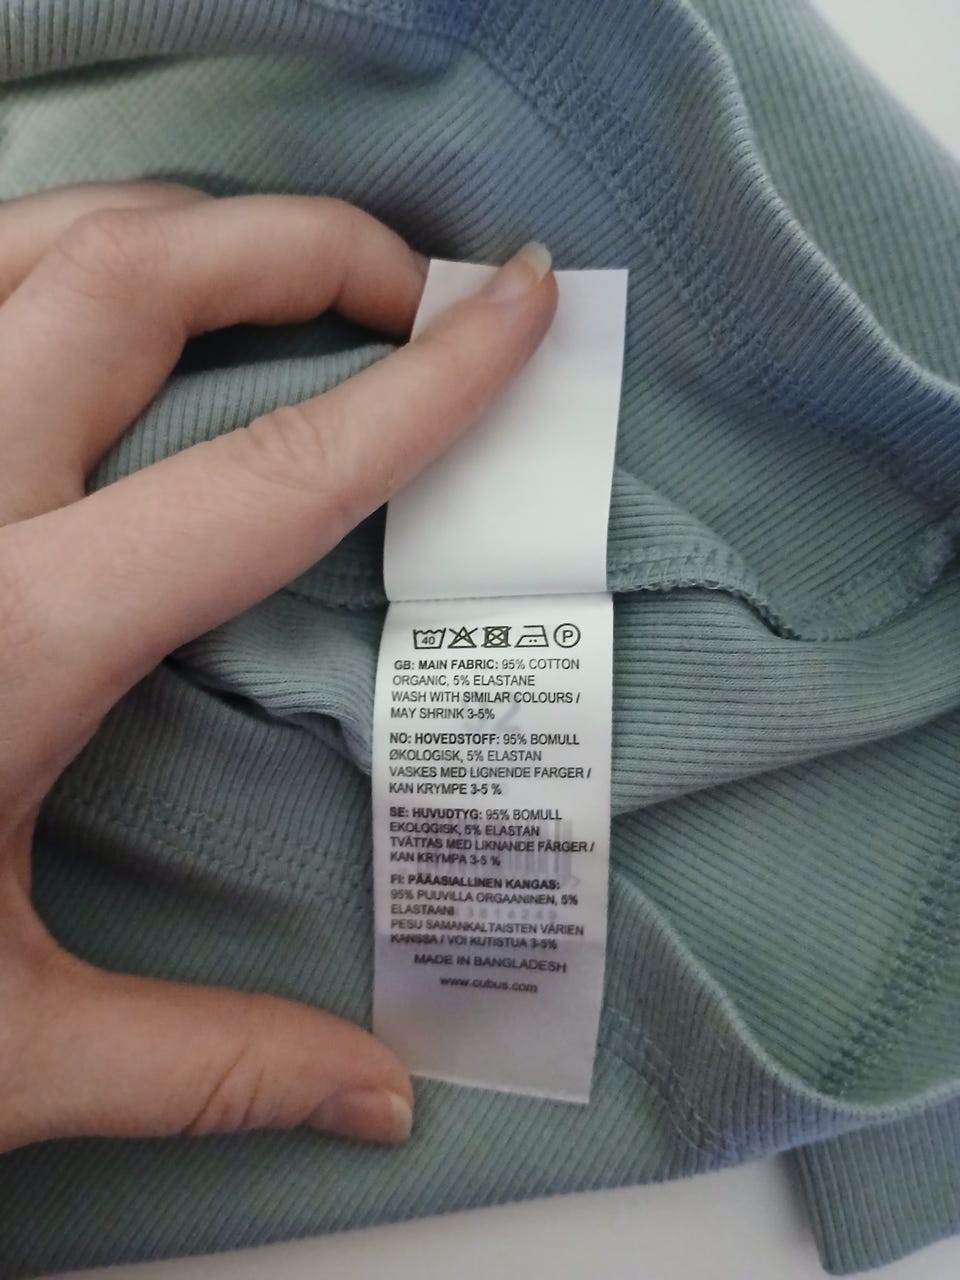 40 P
GB: MAIN FABRIC: 95% COTTON
ORGANIC, 5% ELASTANE
WASH WITH SIMILAR COLOURS /
MAY SHRINK 3-5%
NO: HOVEDSTOFF: 95% BOMULL
ØKOLOGISK, 5% ELASTAN
VASKES MED LIGNENDE FARGER /
KAN KRYMPE 3-5 %
SE: HUVUDTYG: 95% BOMULL
EKOLOGISK, 5% ELASTAN
TVÄTTAS MED LIKNANDE FÄRGER /
KAN KRYMPA 3-5 %
FI: PÄÄASIALLINEN KANGAS:
95% PUUVILLA ORGAANINEN, 5%
ELASTAANI
PESU SAMANKALTAISTEN VÄRIEN
KANSSA / VOI KUTISTUA 3-5%
MADE IN BANGLADESH
www.cubus.com